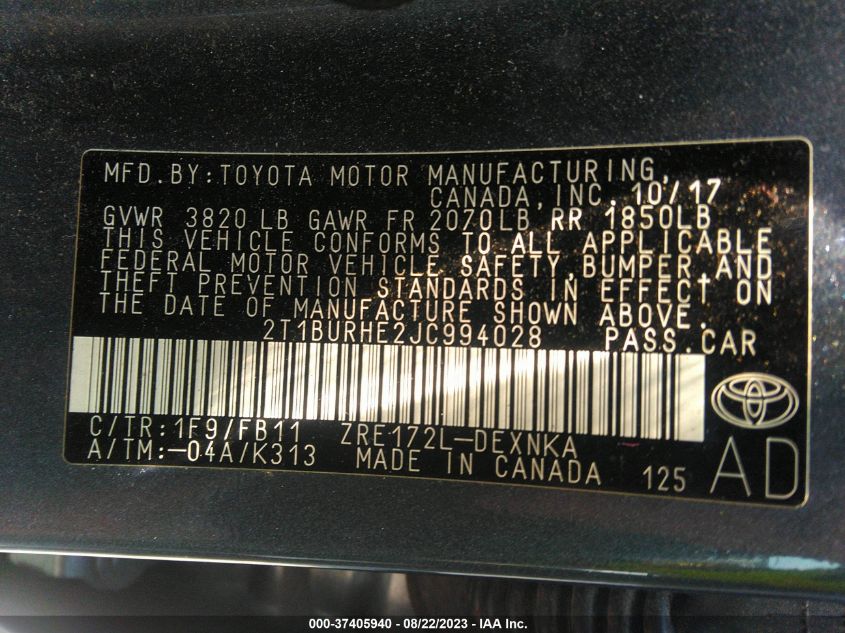 MFD.BY:TOYOTA MOTOR MANUFACTURING,
CANADA,INC. 10/17
GVWR 3820 LB GAWR FR 2070LB RR 1850LB
THIS VEHICLE CONFORMS TO ALL APPLICABLE
FEDERAL MOTOR VEHICLE SAFETY,BUMPER,AND
THEFT PREVENTION STANDARDS IN EFFECT ON
THE DATE OF MANUFACTURE SHOWN ABOVE.
2T1BURHE2JC994028 PASS.CAR
C/TR:1F9/FB11 ZRE172L-DEXNKA
A/TM:-04A/K313 MADE IN CANADA 125 AD
000-37405940 - 08/22/2023 - IAA Inc.